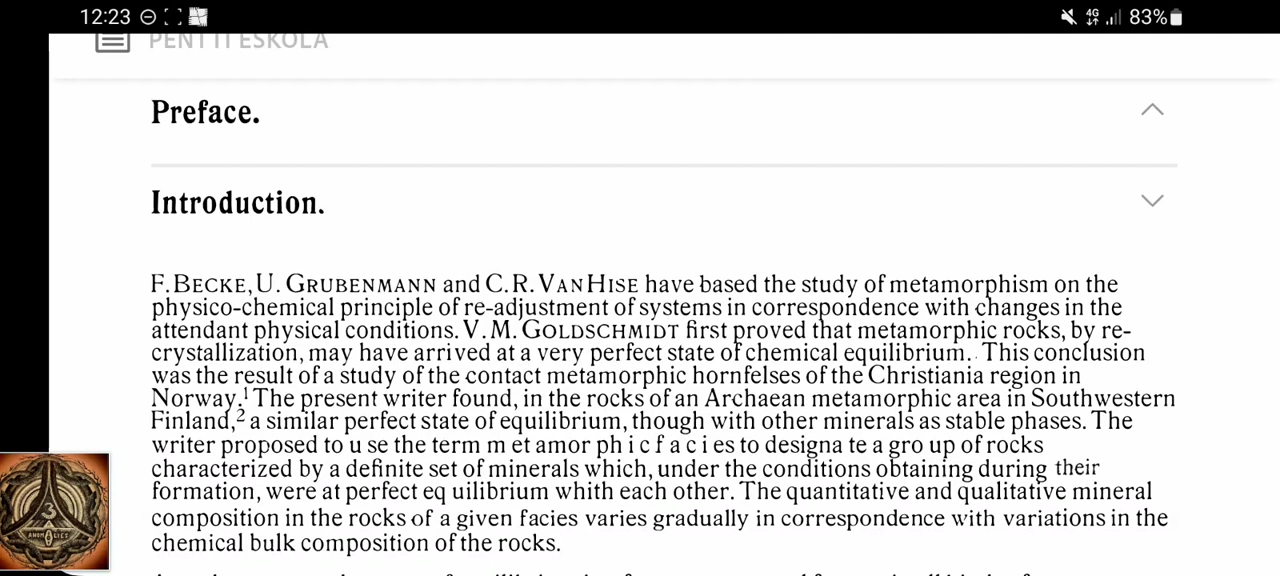 12:23 4G 83%
PENTTI ESKOLA
Preface.
Introduction.
F. BECKE, U. GRUBENMANN and C. R. VAN HISE have based the study of metamorphism on the
physico-chemical principle of re-adjustment of systems in correspondence with changes in the
attendant physical conditions. V. M. GOLDSCHMIDT first proved that metamorphic rocks, by re-
crystallization, may have arrived at a very perfect state of chemical equilibrium. This conclusion
was the result of a study of the contact metamorphic hornfelses of the Christiania region in
Norway.¹ The present writer found, in the rocks of an Archaean metamorphic area in Southwestern
Finland,² a similar perfect state of equilibrium, though with other minerals as stable phases. The
writer proposed to u se the term m et amor ph i c f a c i es to designa te a gro up of rocks
characterized by a definite set of minerals which, under the conditions obtaining during their
formation, were at perfect eq uilibrium whith each other. The quantitative and qualitative mineral
composition in the rocks of a given facies varies gradually in correspondence with variations in the
chemical bulk composition of the rocks.
3
ANOMALIES